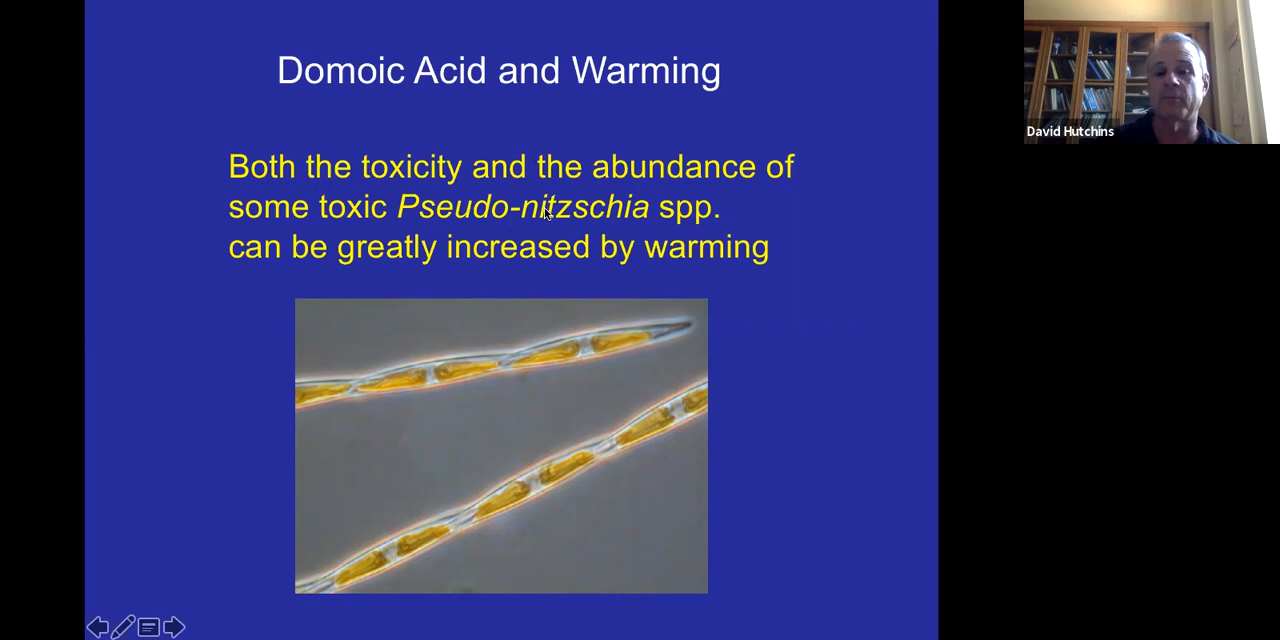 Domoic Acid and Warming
Both the toxicity and the abundance of
some toxic Pseudo-nitzschia spp.
can be greatly increased by warming
David Hutchins